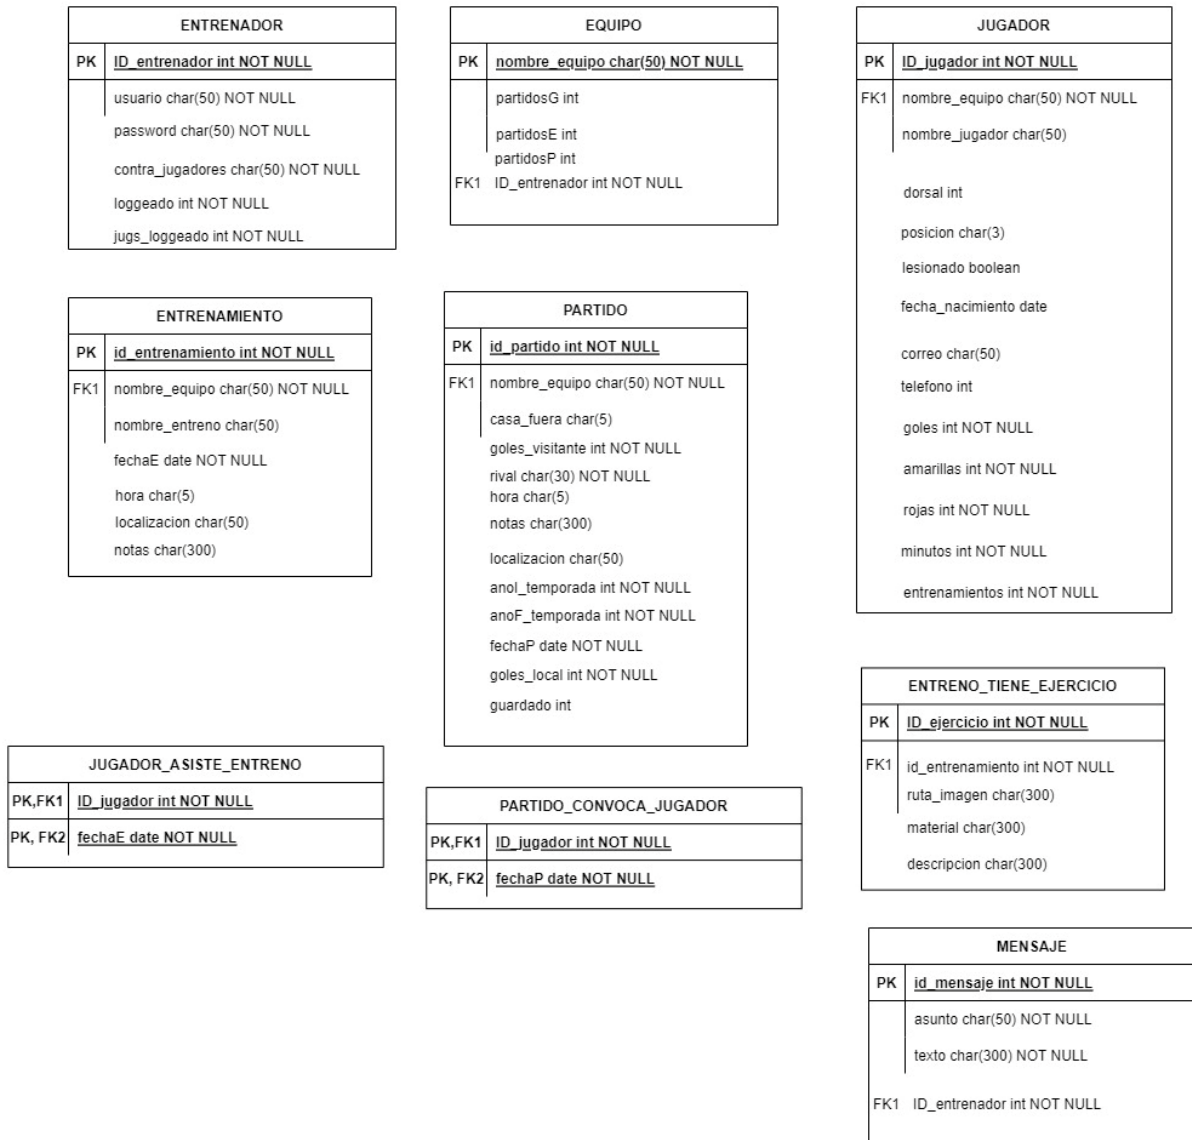 ENTRENADOR
PK ID_entrenador int NOT NULL
usuario char(50) NOT NULL
password char(50) NOT NULL
contra_jugadores char(50) NOT NULL
loggeado int NOT NULL
jugs_loggeado int NOT NULL
EQUIPO
PK nombre_equipo char(50) NOT NULL
partidosG int
partidosE int
partidosP int
FK1 ID_entrenador int NOT NULL
JUGADOR
PK ID_jugador int NOT NULL
FK1 nombre_equipo char(50) NOT NULL
nombre_jugador char(50)
dorsal int
posicion char(3)
lesionado boolean
fecha_nacimiento date
correo char(50)
telefono int
goles int NOT NULL
amarillas int NOT NULL
rojas int NOT NULL
minutos int NOT NULL
entrenamientos int NOT NULL
ENTRENAMIENTO
PK id_entrenamiento int NOT NULL
FK1 nombre_equipo char(50) NOT NULL
nombre_entreno char(50)
fechaE date NOT NULL
hora char(5)
localizacion char(50)
notas char(300)
PARTIDO
PK id_partido int NOT NULL
FK1 nombre_equipo char(50) NOT NULL
casa_fuera char(5)
goles_visitante int NOT NULL
rival char(30) NOT NULL
hora char(5)
notas char(300)
localizacion char(50)
anoI_temporada int NOT NULL
anoF_temporada int NOT NULL
fechaP date NOT NULL
goles_local int NOT NULL
guardado int
ENTRENO_TIENE_EJERCICIO
PK ID_ejercicio int NOT NULL
FK1 id_entrenamiento int NOT NULL
ruta_imagen char(300)
material char(300)
descripcion char(300)
JUGADOR_ASISTE_ENTRENO
PK,FK1 ID_jugador int NOT NULL
PK, FK2 fechaE date NOT NULL
PARTIDO_CONVOCA_JUGADOR
PK,FK1 ID_jugador int NOT NULL
PK, FK2 fechaP date NOT NULL
MENSAJE
PK id_mensaje int NOT NULL
asunto char(50) NOT NULL
texto char(300) NOT NULL
FK1 ID_entrenador int NOT NULL